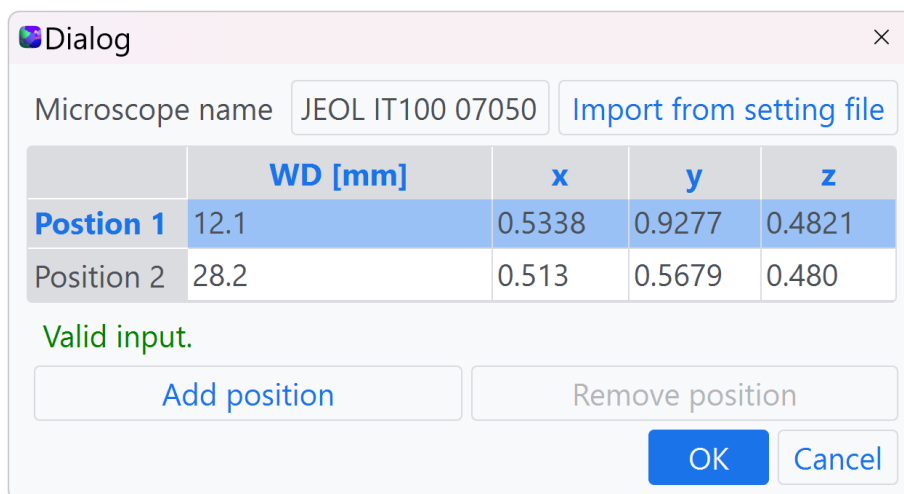 Dialog
Microscope name JEOL IT100 07050 Import from setting file
WD [mm] x y z
Postion 1 12.1 0.5338 0.9277 0.4821
Position 2 28.2 0.513 0.5679 0.480
Valid input.
Add position Remove position
OK Cancel